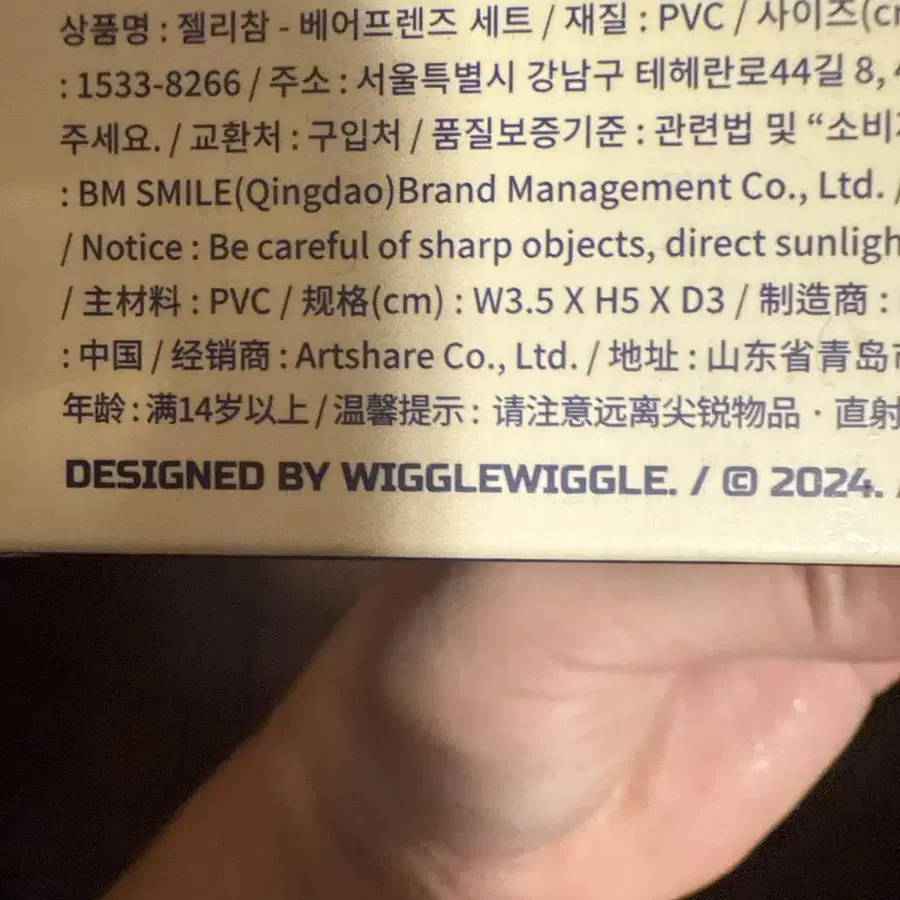 상품명 : 젤리참 - 베어프렌즈 세트 / 재질 : PVC / 사이즈(cm
: 1533-8266 / 주소 : 서울특별시 강남구 테헤란로44길 8, 4
주세요. / 교환처 : 구입처 / 품질보증기준 : 관련법 및 “소비
: BM SMILE(Qingdao)Brand Management Co., Ltd. /
/ Notice : Be careful of sharp objects, direct sunligh
/ 主材料 : PVC / 规格(cm) : W3.5 X H5 X D3 / 制造商 :
: 中国 / 经销商 : Artshare Co., Ltd. / 地址 : 山东省青岛市
年龄 : 满14岁以上 / 温馨提示 : 请注意远离尖锐物品 · 直射
DESIGNED BY WIGGLEWIGGLE. / © 2024. /